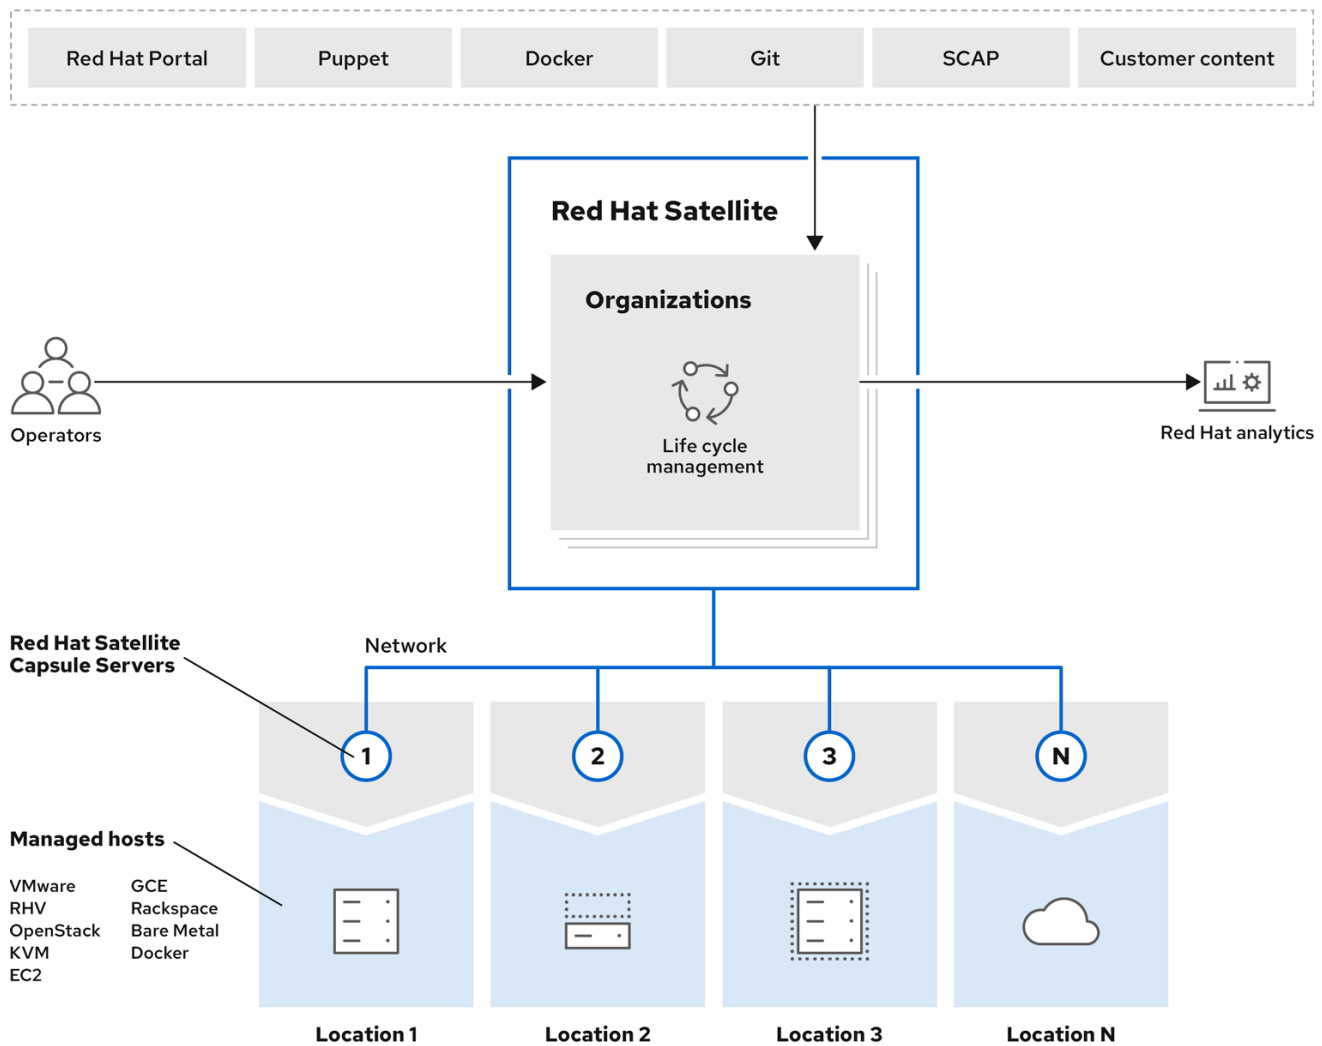 Red Hat Portal
Puppet
Docker
Git
SCAP
Customer content
Red Hat Satellite
Organizations
Life cycle
management
Operators
Red Hat analytics
Red Hat Satellite
Capsule Servers
Network
1
2
3
N
Managed hosts
VMware
RHV
OpenStack
KVM
EC2
GCE
Rackspace
Bare Metal
Docker
Location 1
Location 2
Location 3
Location N